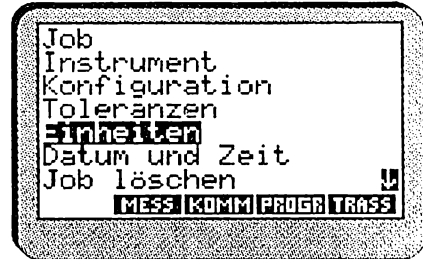 Job
Instrument
Konfiguration
Toleranzen
Einheiten
Datum und Zeit
Job löschen
MESS KOMM PROGR TRASS